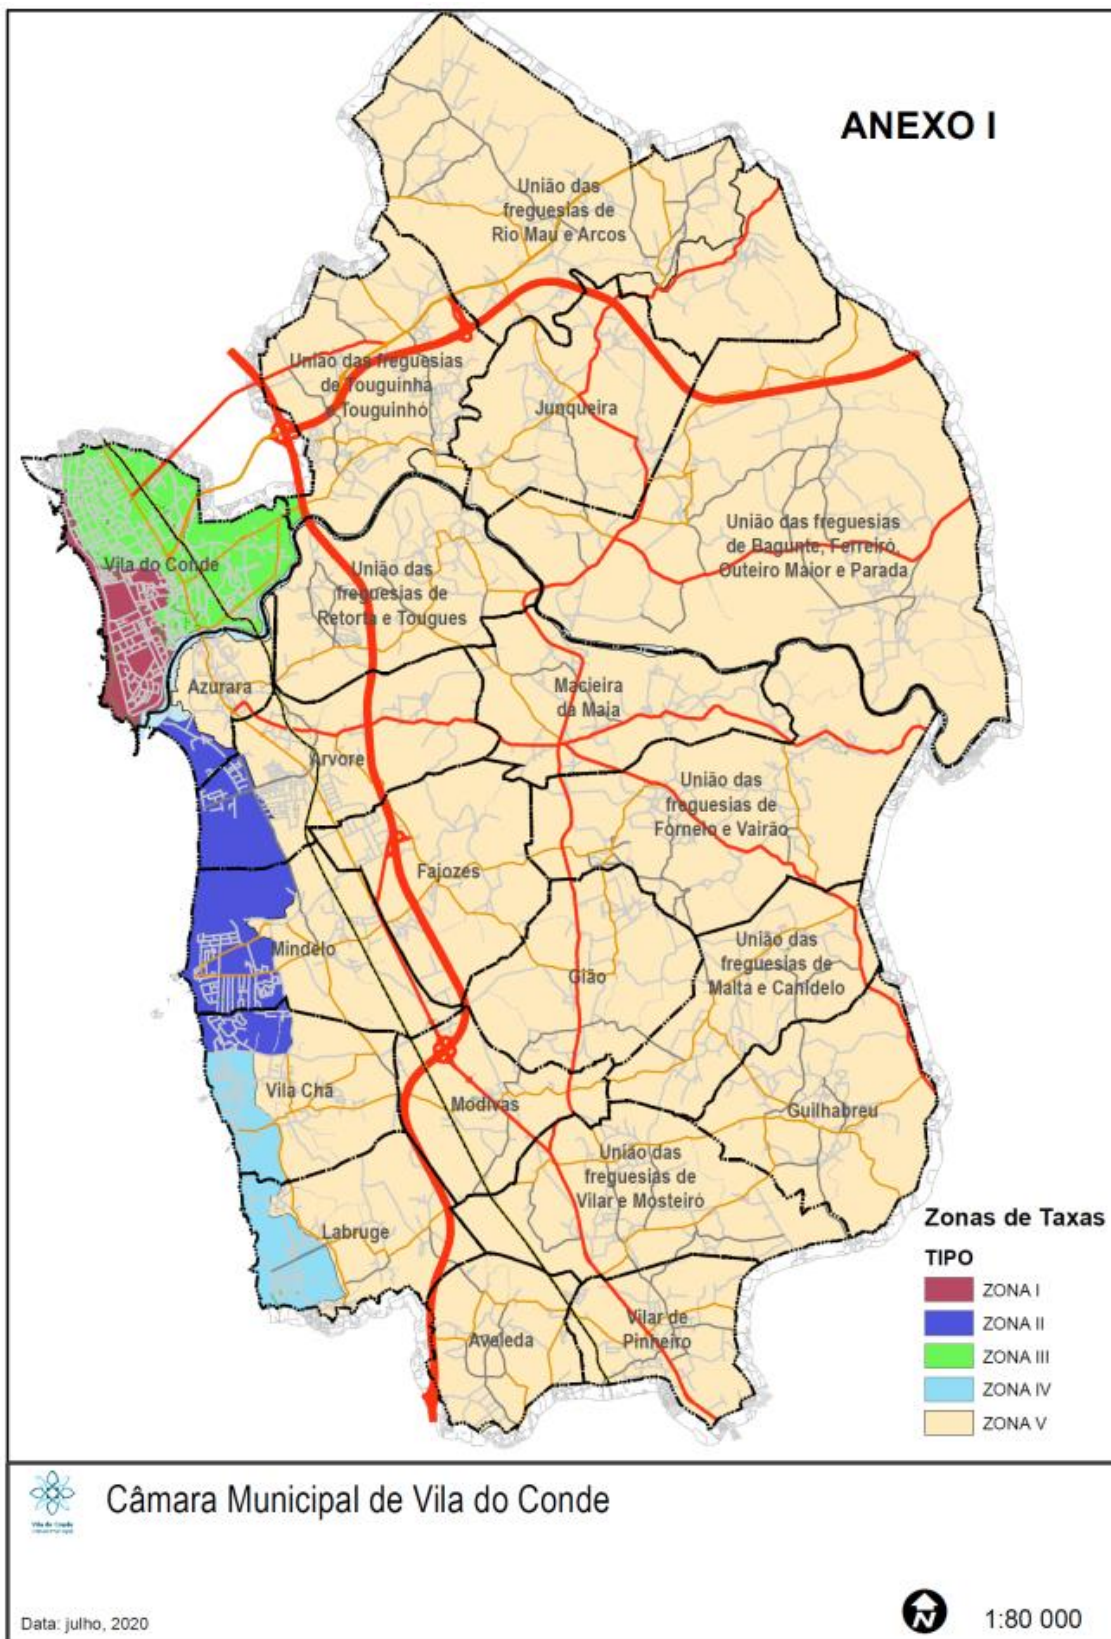 ANEXO I
União das
freguesias de
Rio Mau e Arcos
União das freguesias
de Touguinha
e Touguinhó
Junqueira
União das freguesias
de Bagunte, Ferreiró,
Outeiro Maior e Parada
Vila do Conde
União das
freguesias de
Retorta e Tougues
Azurara
Macieira
da Maia
Árvore
União das
freguesias de
Fornelo e Vairão
Fajozes
Mindelo
União das
freguesias de
Malta e Canidelo
Gião
Vila Chã
Modivas
Guilhabreu
União das
freguesias de
Vilar e Mosteiró
Labruge
Aveleda
Vilar de
Pinheiro
Zonas de Taxas
TIPO
ZONA I
ZONA II
ZONA III
ZONA IV
ZONA V
Vila do Conde
Câmara Municipal de Vila do Conde
Data: julho, 2020
N
1:80 000